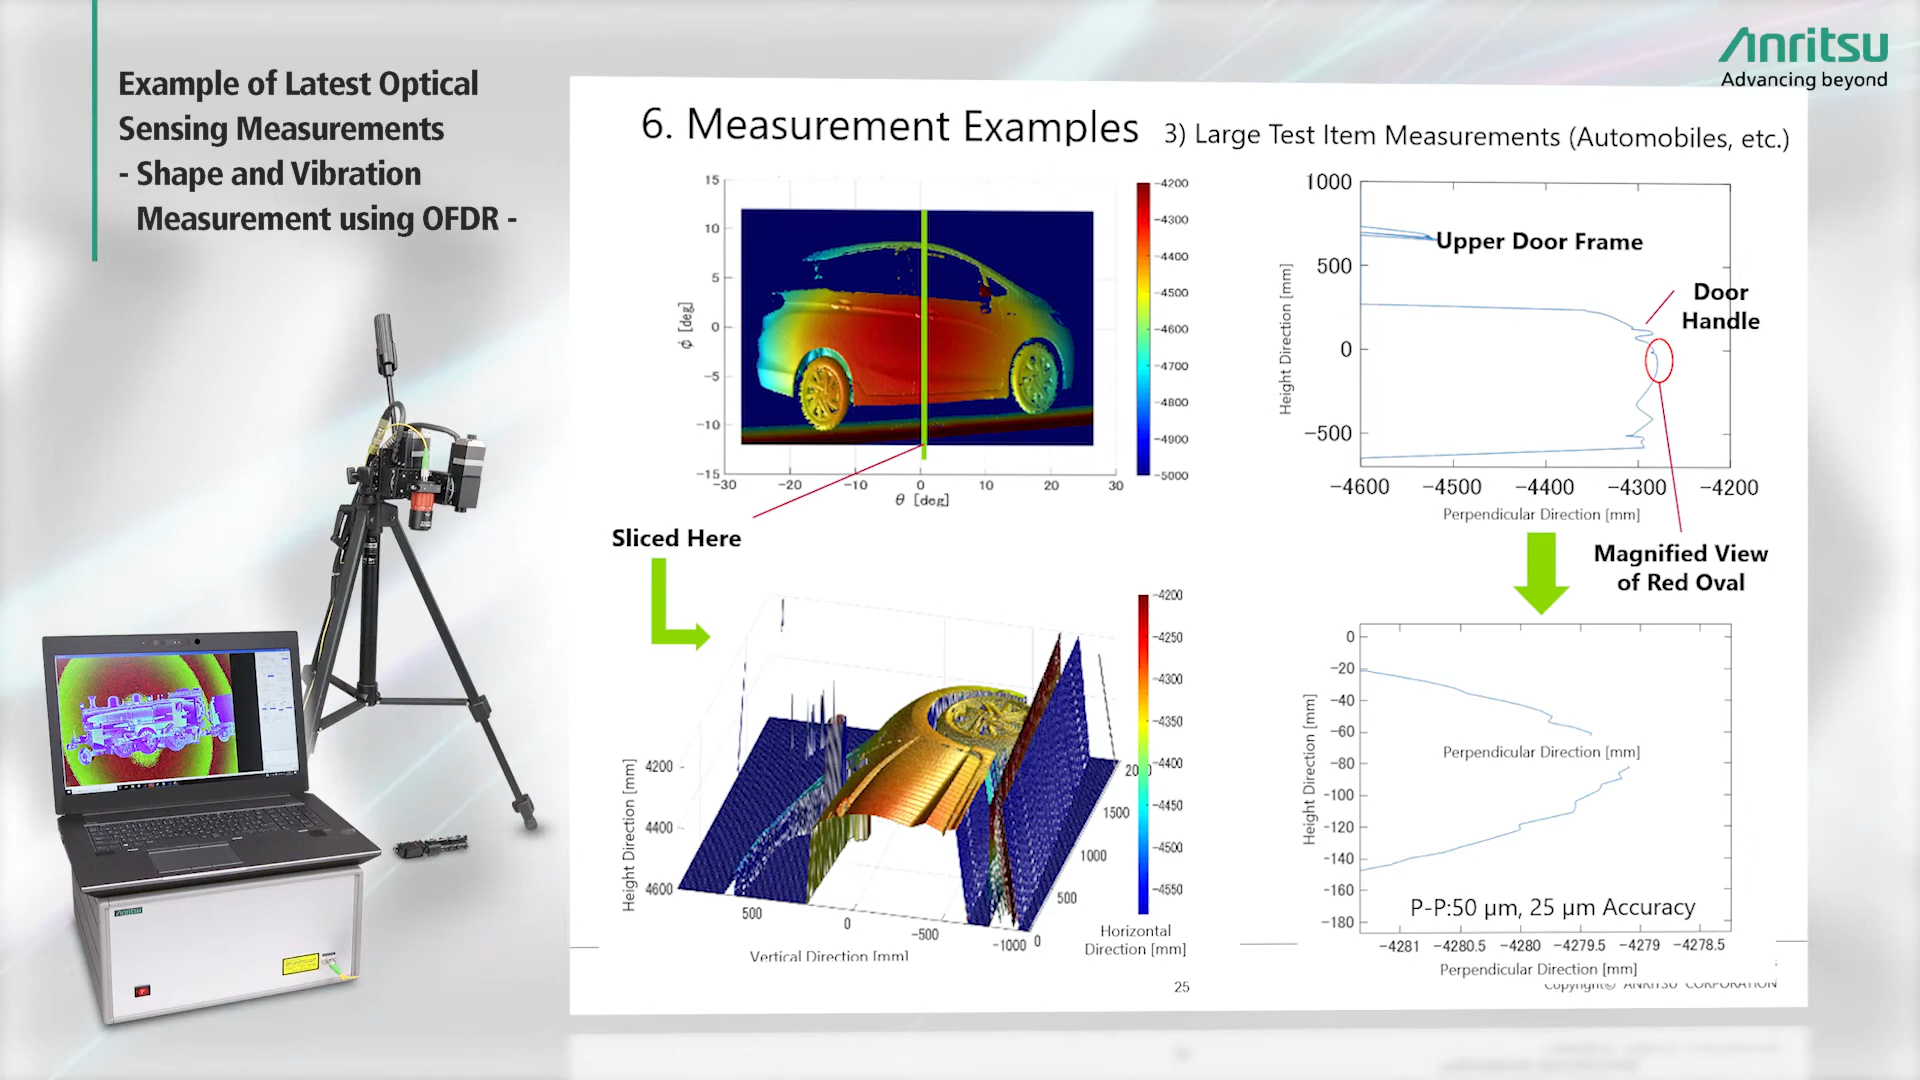 Example of Latest Optical
Sensing Measurements
- Shape and Vibration
Measurement using OFDR -
Anritsu
Advancing beyond
6. Measurement Examples
3) Large Test Item Measurements (Automobiles, etc.)
15
10
5
0
−5
−10
−15
ϕ [deg]
−30
−20
−10
0
10
20
30
θ [deg]
−4200
−4300
−4400
−4500
−4600
−4700
−4800
−4900
−5000
Sliced Here
1000
500
0
−500
Height Direction [mm]
−4600
−4500
−4400
−4300
−4200
Perpendicular Direction [mm]
Upper Door Frame
Door
Handle
Magnified View
of Red Oval
4200
4400
4600
Height Direction [mm]
500
0
−500
−1000
Vertical Direction [mm]
0
500
1000
1500
Horizontal
Direction [mm]
−4200
−4250
−4300
−4350
−4400
−4450
−4500
−4550
0
−20
−40
−60
−80
−100
−120
−140
−160
−180
Height Direction [mm]
Perpendicular Direction [mm]
P-P:50 μm, 25 μm Accuracy
−4281
−4280.5
−4280
−4279.5
−4279
−4278.5
Perpendicular Direction [mm]
25
Copyright© ANRITSU CORPORATION
Anritsu